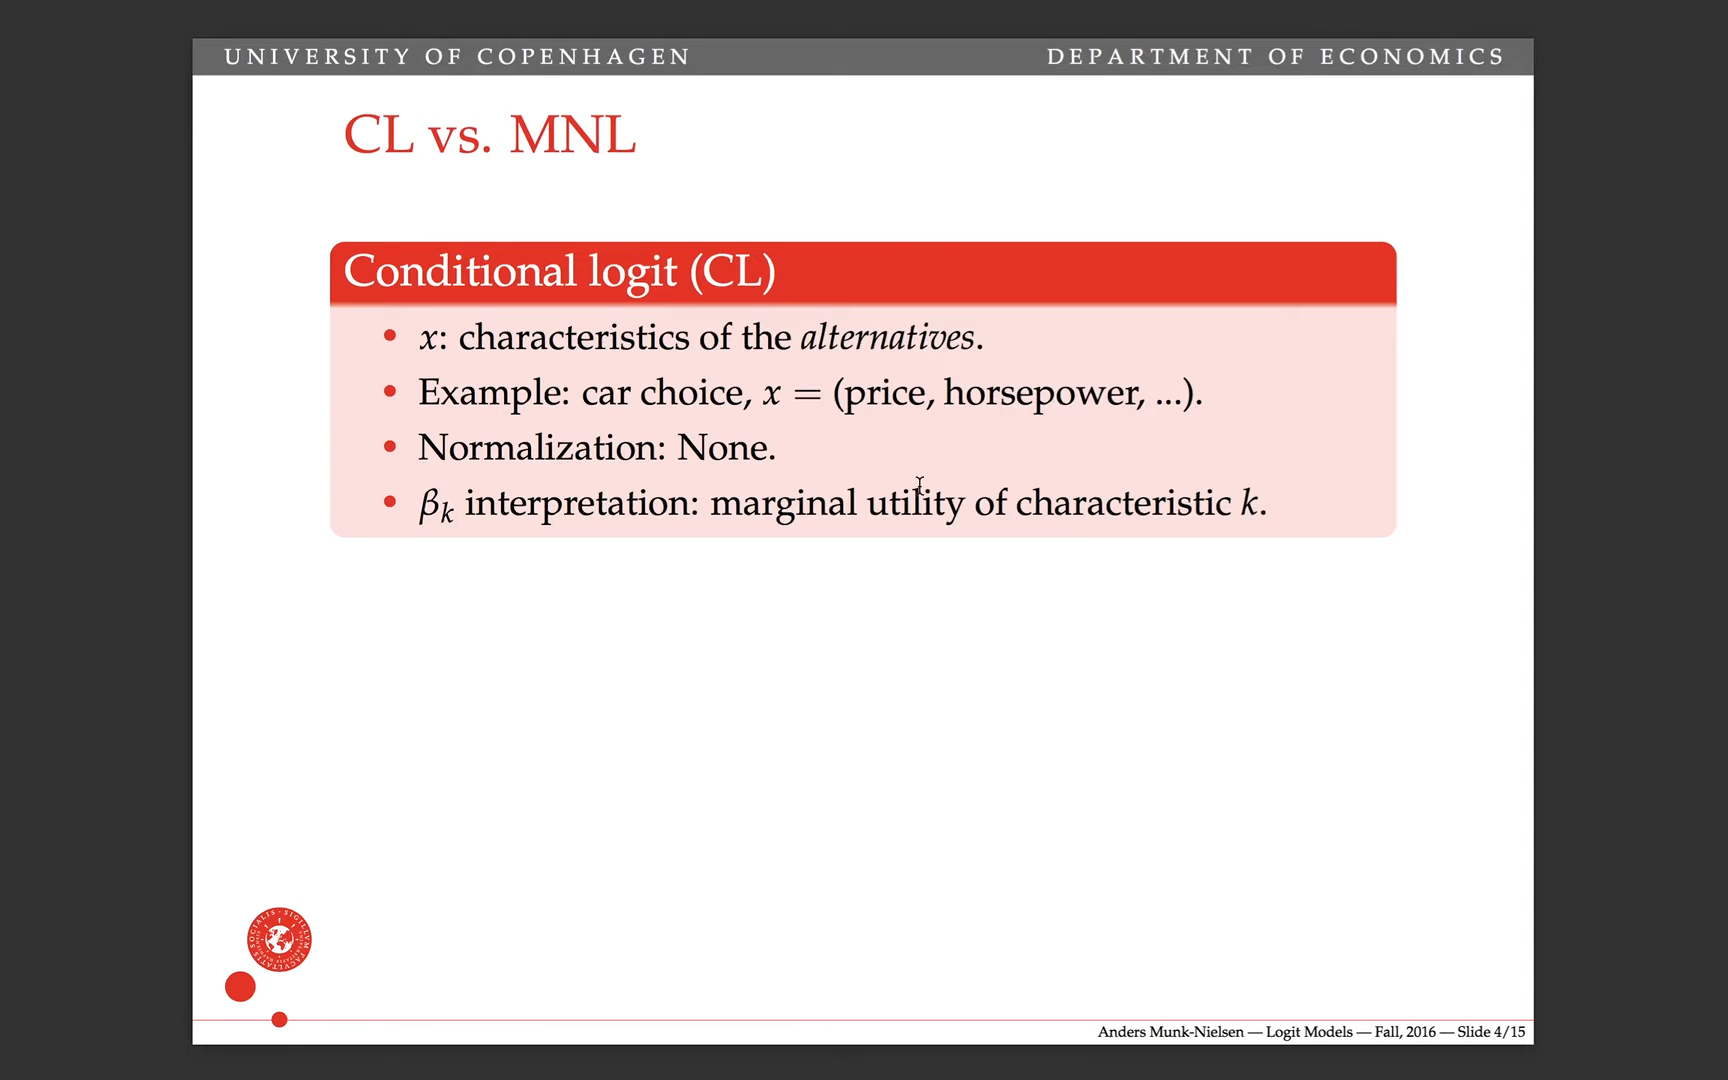 UNIVERSITY OF COPENHAGEN
DEPARTMENT OF ECONOMICS
CL vs. MNL
Conditional logit (CL)
• x: characteristics of the alternatives.
• Example: car choice, x = (price, horsepower, ...).
• Normalization: None.
• βₖ interpretation: marginal utility of characteristic k.
Anders Munk-Nielsen — Logit Models — Fall, 2016 — Slide 4/15